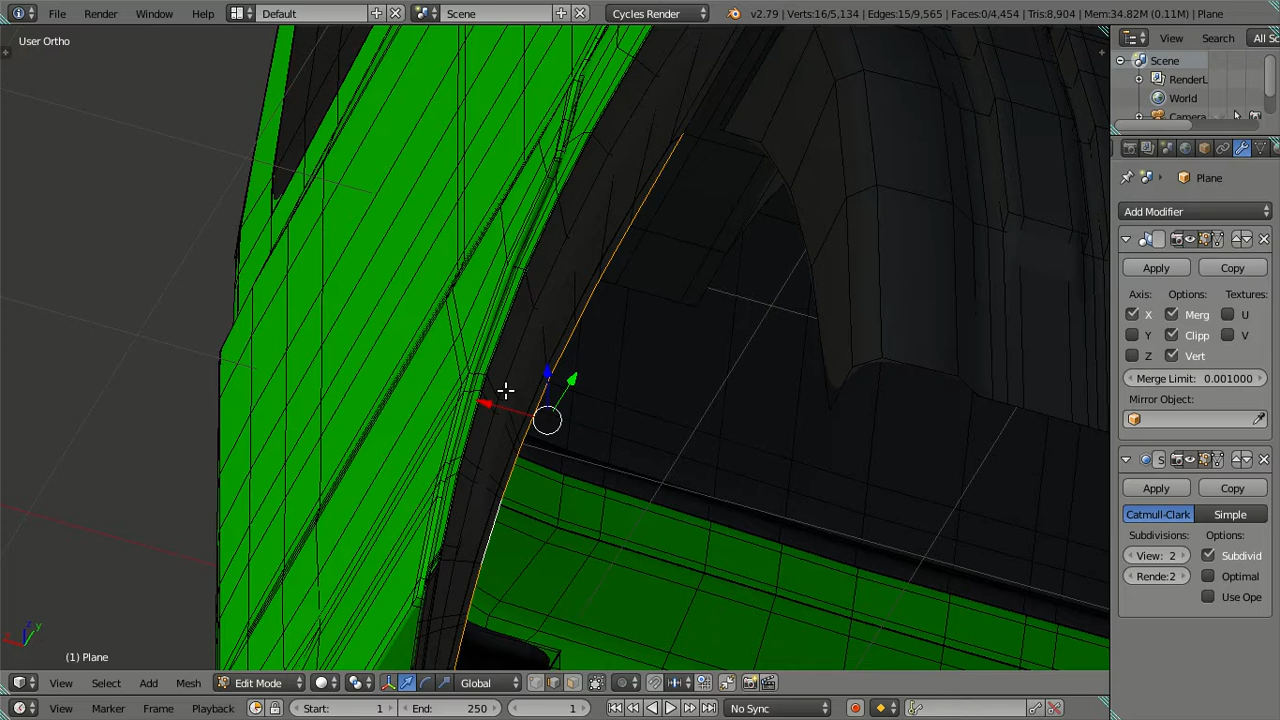 File Render Window Help Default Scene Cycles Render v2.79 | Verts:16/5,134 | Edges:15/9,565 | Faces:0/4,454 | Tris:8,904 | Mem:34.82M (0.11M) | Plane
User Ortho
View Search All Sc
Scene
RenderL
World
Camera
Plane
Add Modifier
Apply Copy
Axis: Options: Textures:
X Merg U
Y Clipp V
Z Vert
Merge Limit: 0.001000
Mirror Object:
S
Apply Copy
Catmull-Clark Simple
Subdivisions: Options:
View: 2 Subdivid
Rende:2 Optimal
Use Ope
x z y
(1) Plane
View Select Add Mesh Edit Mode Global
View Marker Frame Playback Start: 1 End: 250 1 No Sync